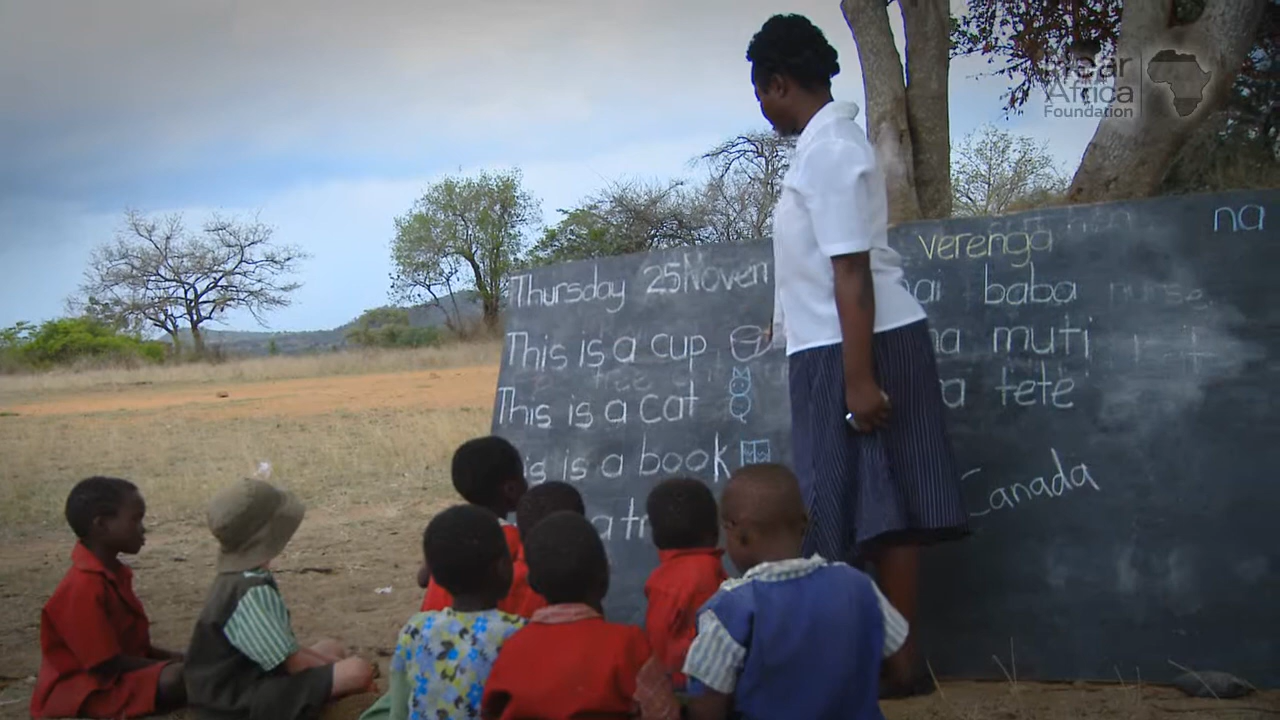 Near
Africa
Foundation
na
verenga
Thursday 25 Novem
baba
This is a cup
muti
This is a cat
tete
is a book
Canada